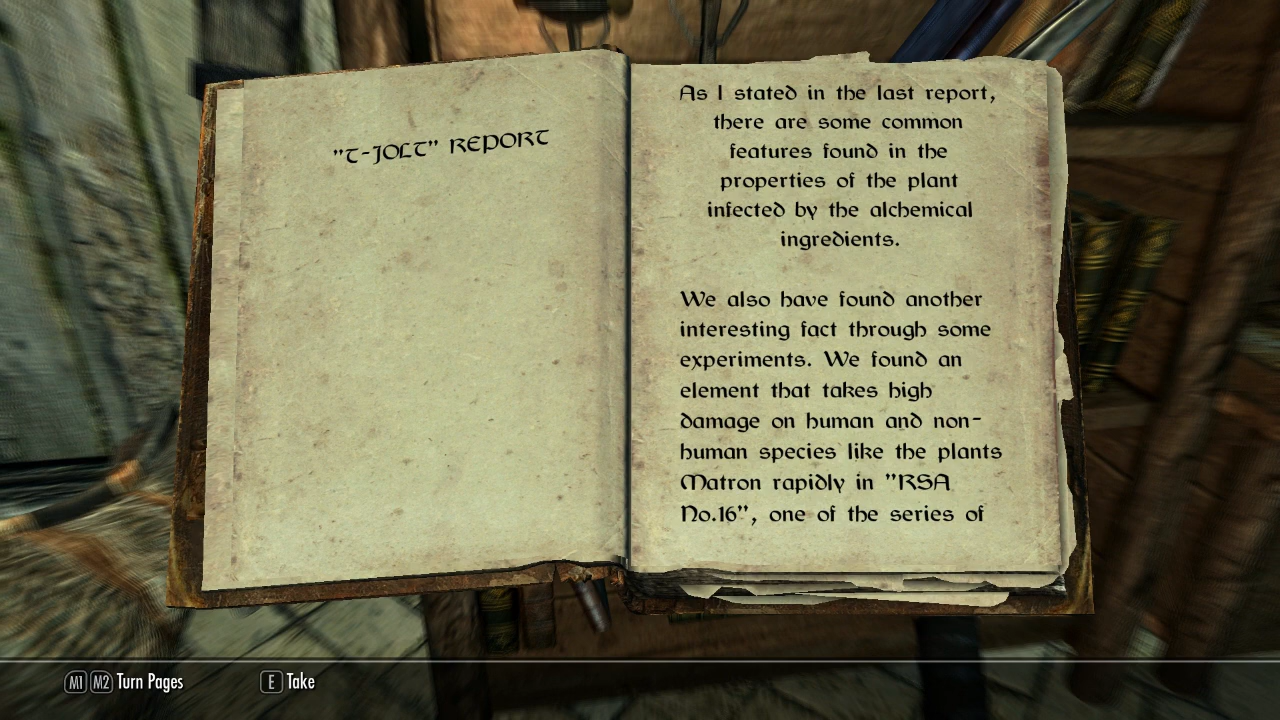 "T-JOLT" REPORT
As I stated in the last report,
there are some common
features found in the
properties of the plant
infected by the alchemical
ingredients.
We also have found another
interesting fact through some
experiments. We found an
element that takes high
damage on human and non-
human species like the plants
Matron rapidly in "RSA
No.16", one of the series of
M1 M2 Turn Pages
E Take